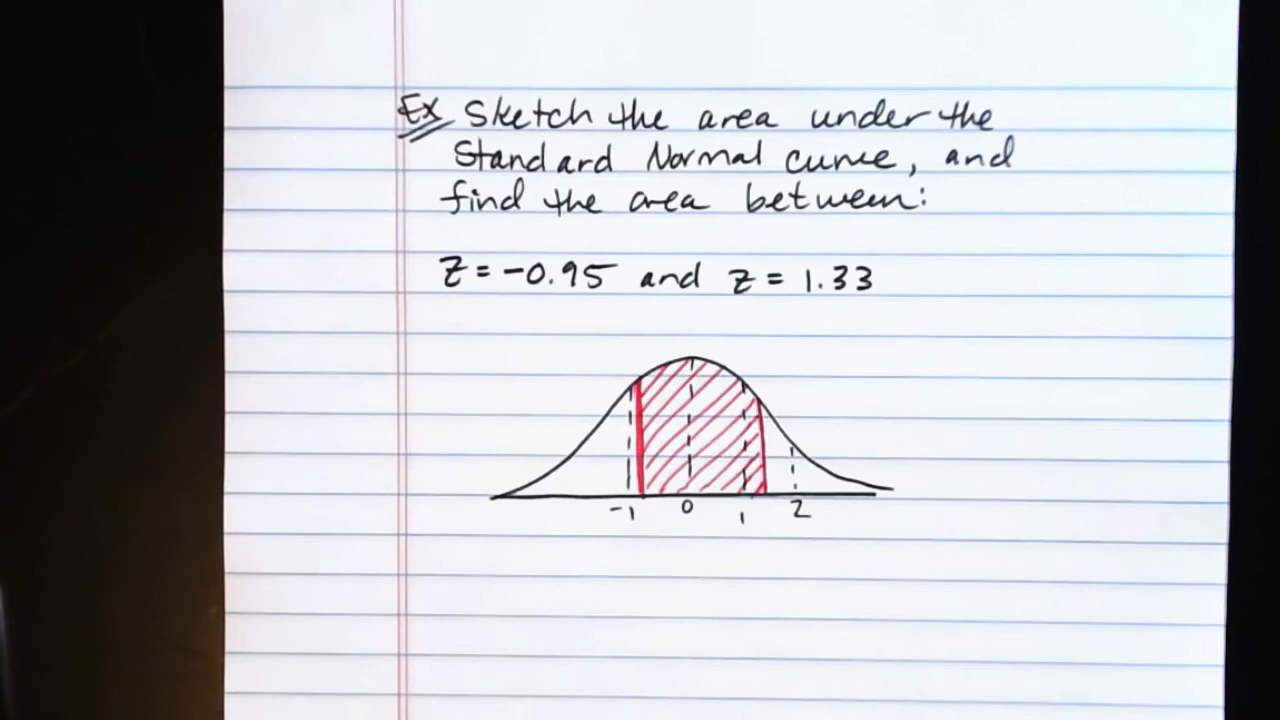 Ex Sketch the area under the
Standard Normal curve, and
find the area between:
z = -0.95 and z = 1.33
-1 0 1 2